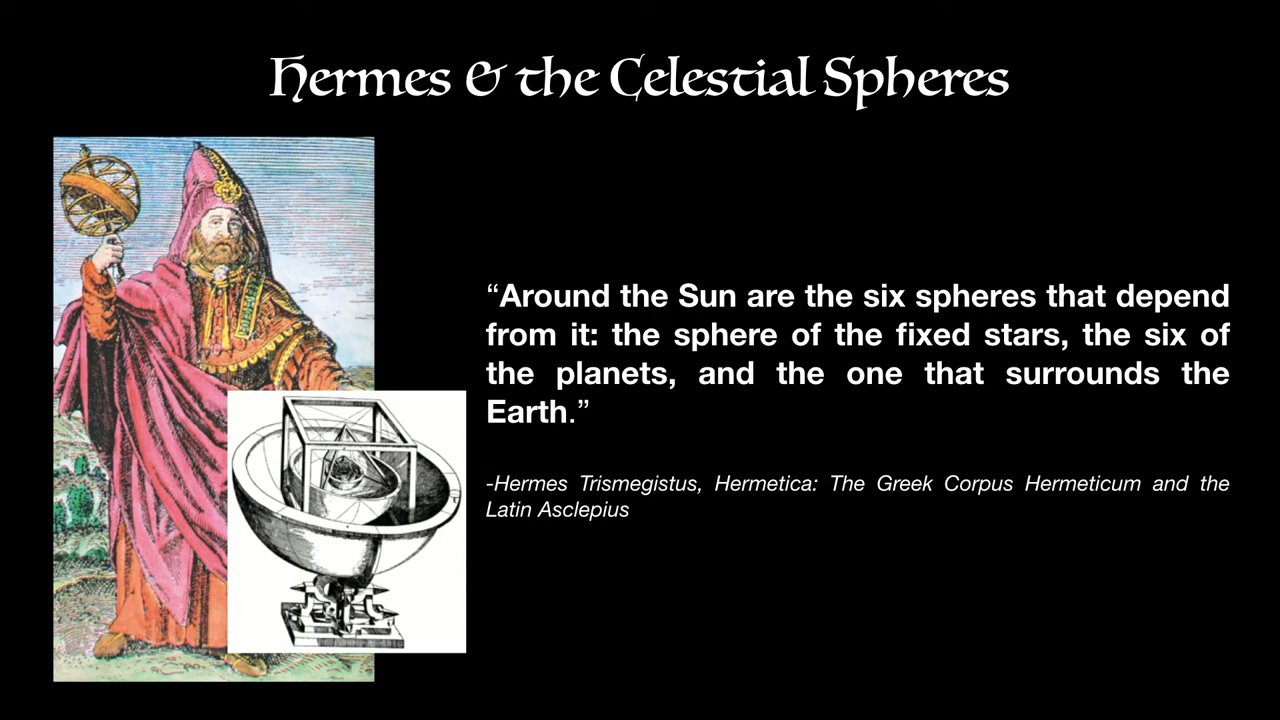 Hermes & the Celestial Spheres
“Around the Sun are the six spheres that depend
from it: the sphere of the fixed stars, the six of
the planets, and the one that surrounds the
Earth.”
-Hermes Trismegistus, Hermetica: The Greek Corpus Hermeticum and the
Latin Asclepius